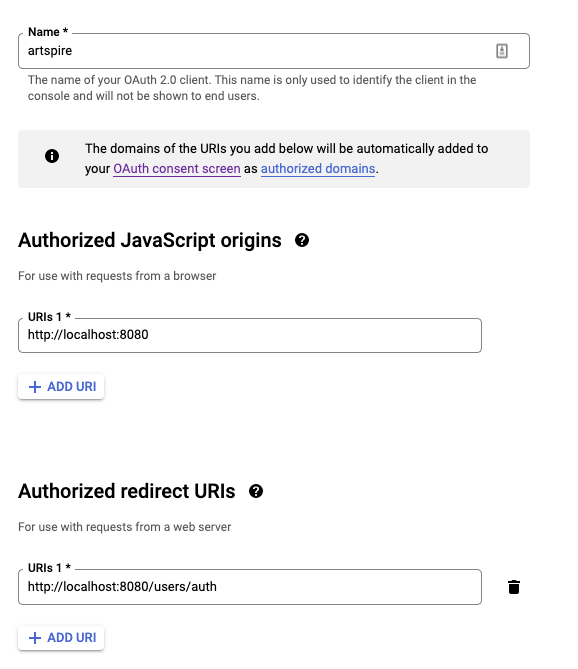 Name *
artspire
The name of your OAuth 2.0 client. This name is only used to identify the client in the
console and will not be shown to end users.
The domains of the URIs you add below will be automatically added to
your OAuth consent screen as authorized domains.
Authorized JavaScript origins
For use with requests from a browser
URIs 1 *
http://localhost:8080
ADD URI
Authorized redirect URIs
For use with requests from a web server
URIs 1 *
http://localhost:8080/users/auth
ADD URI